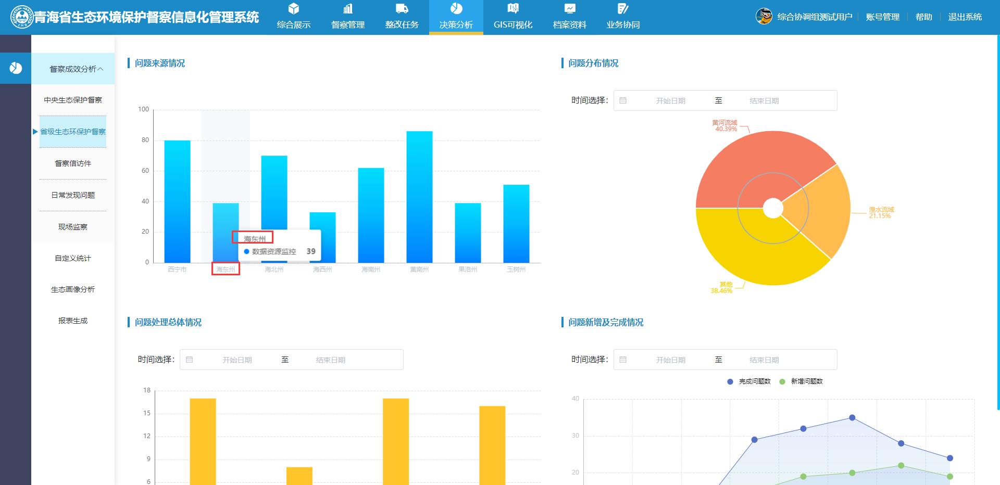 青海省生态环境保护督察信息化管理系统
综合展示
督察管理
整改任务
决策分析
GIS可视化
档案资料
业务协同
综合协调组测试用户
账号管理
帮助
退出系统
督察成效分析
中央生态保护督察
省级生态环保护督察
督察信访件
日常发现问题
现场监察
自定义统计
生态画像分析
报表生成
问题来源情况
100
80
60
40
20
0
西宁市
海东州
海北州
海西州
海南州
黄南州
果洛州
玉树州
海东州
数据资源监控 39
问题分布情况
时间选择：
开始日期
至
结束日期
黄河流域
40.39%
湟水流域
21.15%
其他
38.46%
问题处理总体情况
时间选择：
开始日期
至
结束日期
18
15
12
9
6
问题新增及完成情况
时间选择：
开始日期
至
结束日期
完成问题数
新增问题数
40
30
20